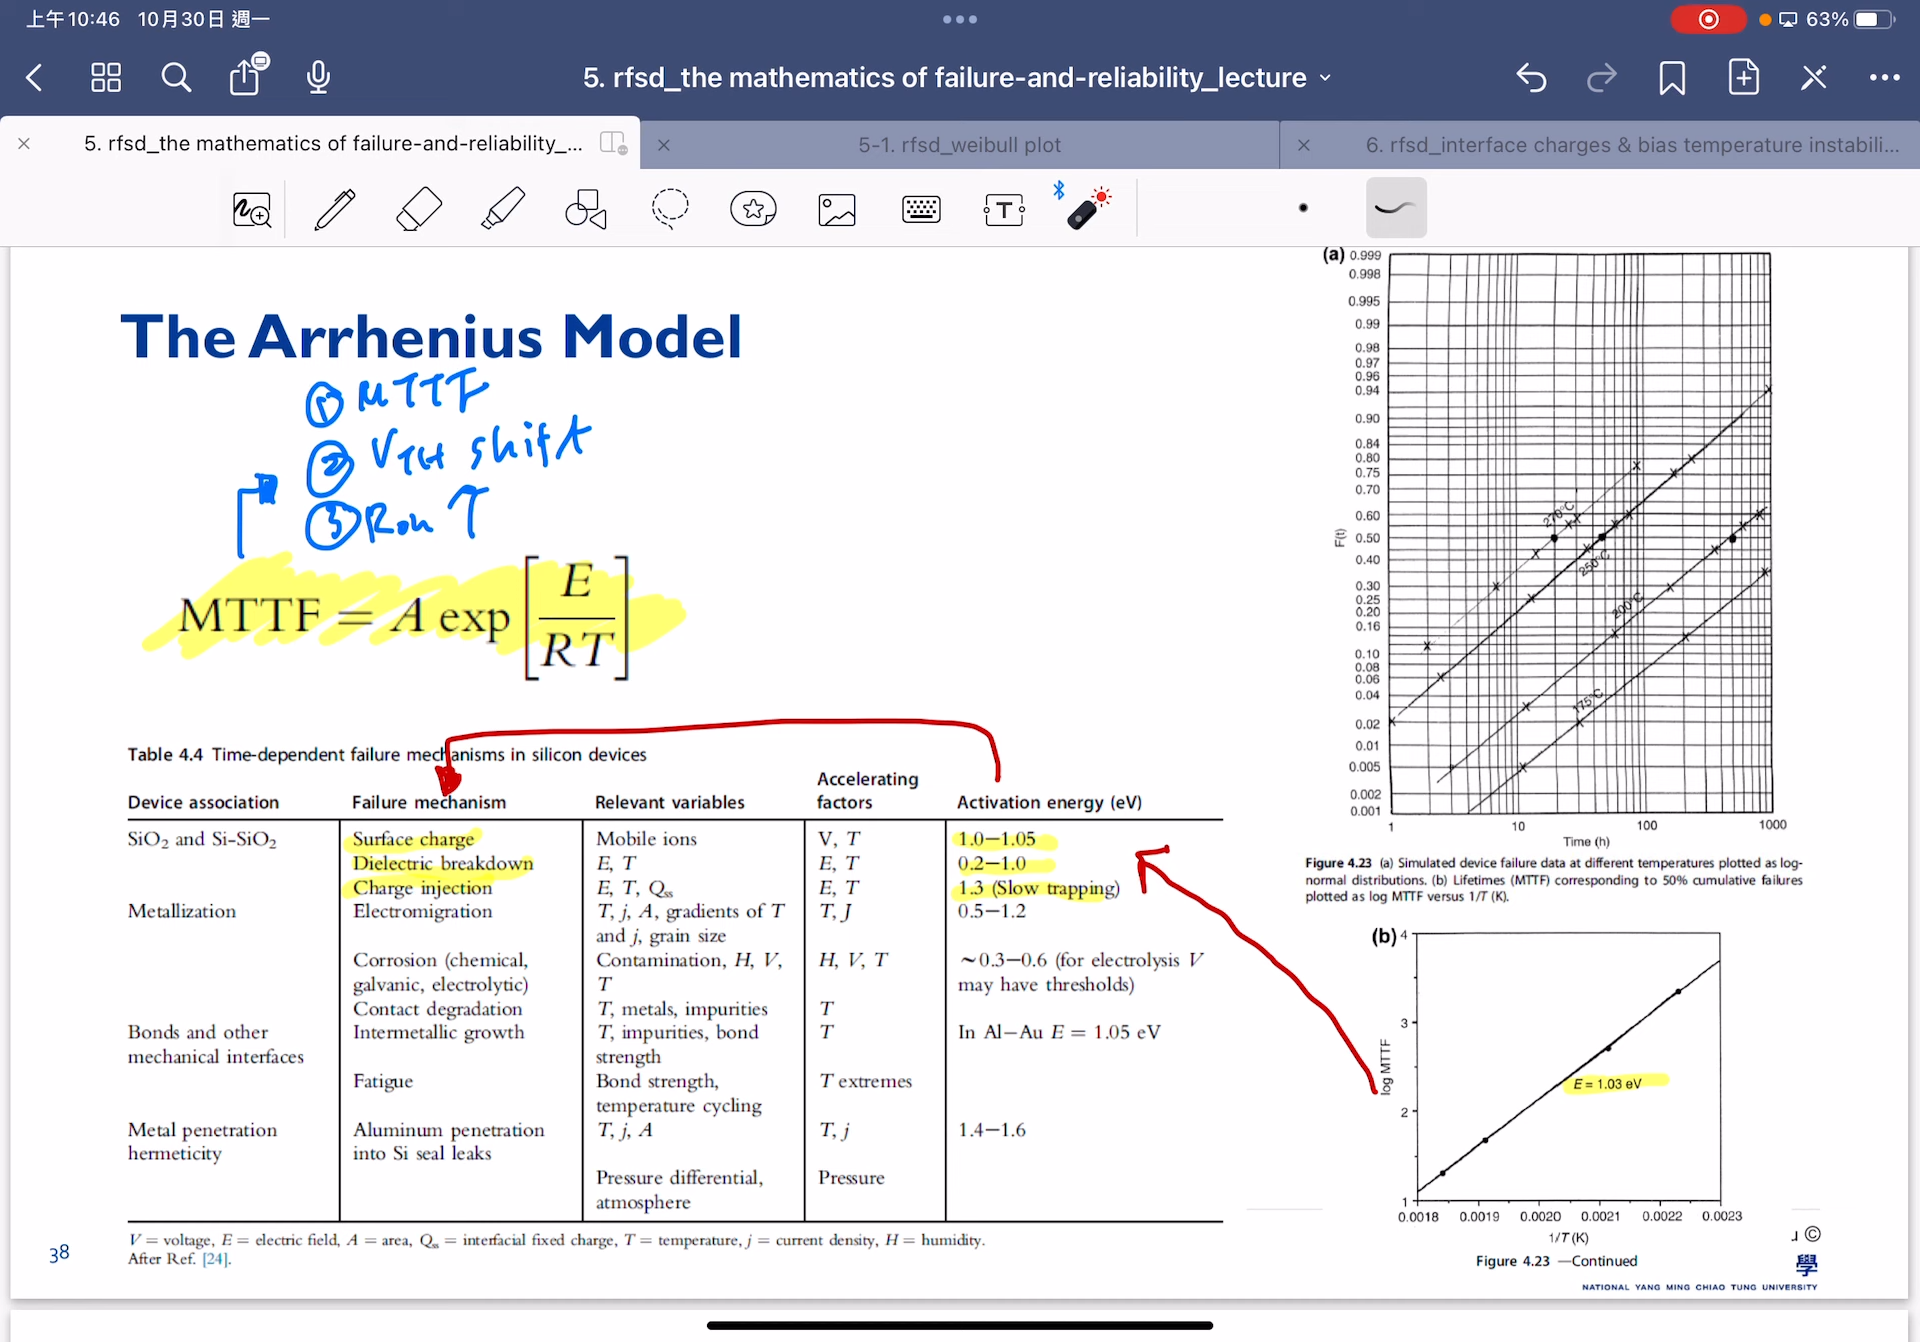 上午10:46 10月30日 週一
63%
5. rfsd_the mathematics of failure-and-reliability_lecture
5. rfsd_the mathematics of failure-and-reliability_...
5-1. rfsd_weibull plot
6. rfsd_interface charges & bias temperature instabili...
The Arrhenius Model
① MTTF
② VTH shift
③ Ron ↑
MTTF = A exp [E/RT]
Table 4.4 Time-dependent failure mechanisms in silicon devices
Device association Failure mechanism Relevant variables Accelerating factors Activation energy (eV)
SiO₂ and Si-SiO₂ Surface charge Mobile ions V, T 1.0–1.05
Dielectric breakdown E, T E, T 0.2–1.0
Charge injection E, T, Qss E, T 1.3 (Slow trapping)
Metallization Electromigration T, j, A, gradients of T T, J 0.5–1.2
and j, grain size
Corrosion (chemical, Contamination, H, V, H, V, T ~0.3–0.6 (for electrolysis V
galvanic, electrolytic) T may have thresholds)
Contact degradation T, metals, impurities T
Bonds and other Intermetallic growth T, impurities, bond T In Al–Au E = 1.05 eV
mechanical interfaces strength
Fatigue Bond strength, T extremes
temperature cycling
Metal penetration Aluminum penetration T, j, A T, j 1.4–1.6
hermeticity into Si seal leaks
Pressure differential, Pressure
atmosphere
V = voltage, E = electric field, A = area, Qss = interfacial fixed charge, T = temperature, j = current density, H = humidity.
After Ref. [24].
38
(a)
0.999
0.998
0.995
0.99
0.98
0.97
0.96
0.94
0.90
0.84
0.80
0.75
0.70
0.60
0.50
0.40
0.30
0.25
0.20
0.16
0.10
0.08
0.06
0.04
0.02
0.01
0.005
0.002
0.001
F(t)
270°C
250°C
200°C
175°C
1 10 100 1000
Time (h)
Figure 4.23 (a) Simulated device failure data at different temperatures plotted as log-
normal distributions. (b) Lifetimes (MTTF) corresponding to 50% cumulative failures
plotted as log MTTF versus 1/T (K).
(b)
4
3
2
1
log MTTF
E = 1.03 eV
0.0018 0.0019 0.0020 0.0021 0.0022 0.0023
1/T (K)
Figure 4.23 —Continued
©
學
NATIONAL YANG MING CHIAO TUNG UNIVERSITY